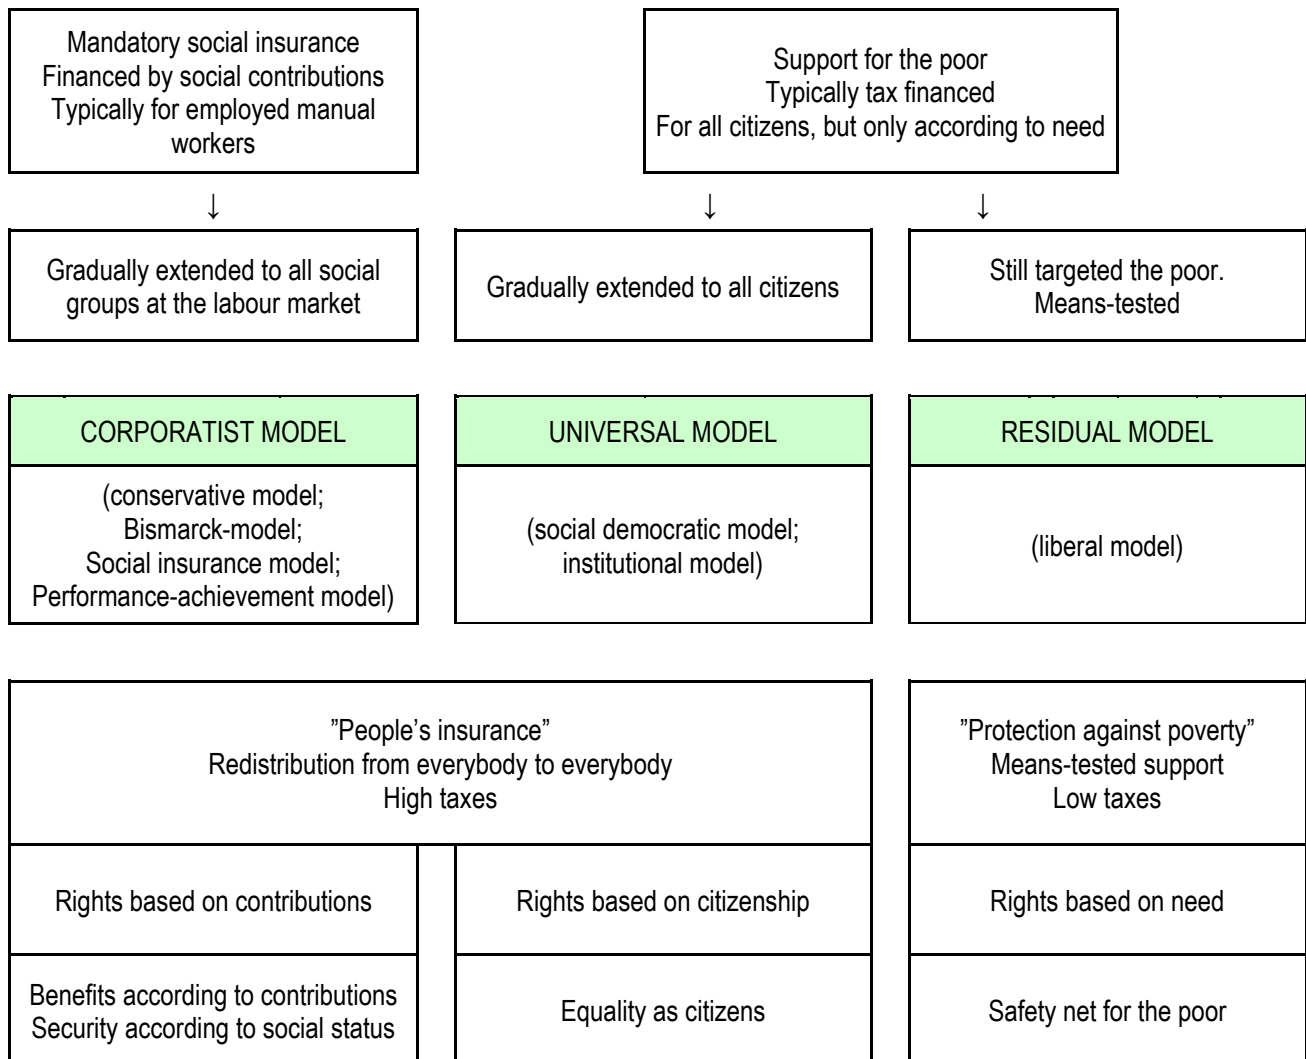 Mandatory social insurance
Financed by social contributions
Typically for employed manual
workers
Support for the poor
Typically tax financed
For all citizens, but only according to need
↓
↓
↓
Gradually extended to all social
groups at the labour market
Gradually extended to all citizens
Still targeted the poor.
Means-tested
CORPORATIST MODEL
UNIVERSAL MODEL
RESIDUAL MODEL
(conservative model;
Bismarck-model;
Social insurance model;
Performance-achievement model)
(social democratic model;
institutional model)
(liberal model)
”People’s insurance”
Redistribution from everybody to everybody
High taxes
”Protection against poverty”
Means-tested support
Low taxes
Rights based on contributions
Rights based on citizenship
Rights based on need
Benefits according to contributions
Security according to social status
Equality as citizens
Safety net for the poor